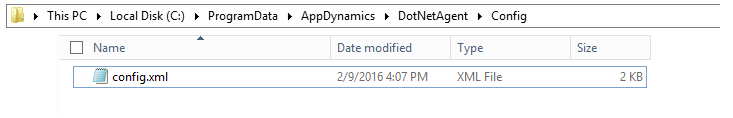 This PC Local Disk (C:) ProgramData AppDynamics DotNetAgent Config
Name Date modified Type Size
config.xml 2/9/2016 4:07 PM XML File 2 KB